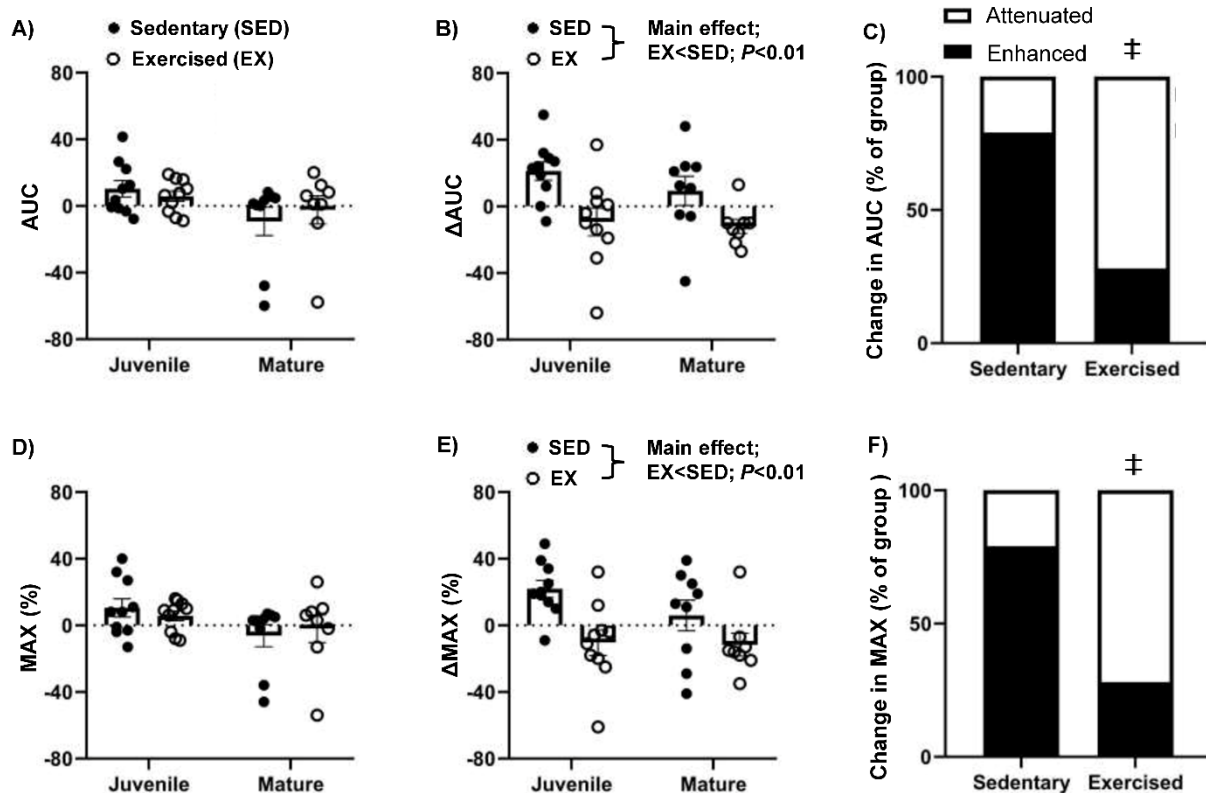 A)
● Sedentary (SED)
○ Exercised (EX)
AUC
80
40
0
-40
-80
Juvenile
Mature
B)
● SED
○ EX
Main effect;
EX<SED; P<0.01
ΔAUC
80
40
0
-40
-80
Juvenile
Mature
C)
Attenuated
Enhanced
‡
Change in AUC (% of group)
100
50
0
Sedentary
Exercised
D)
MAX (%)
80
40
0
-40
-80
Juvenile
Mature
E)
● SED
○ EX
Main effect;
EX<SED; P<0.01
ΔMAX (%)
80
40
0
-40
-80
Juvenile
Mature
F)
‡
Change in MAX (% of group )
100
50
0
Sedentary
Exercised